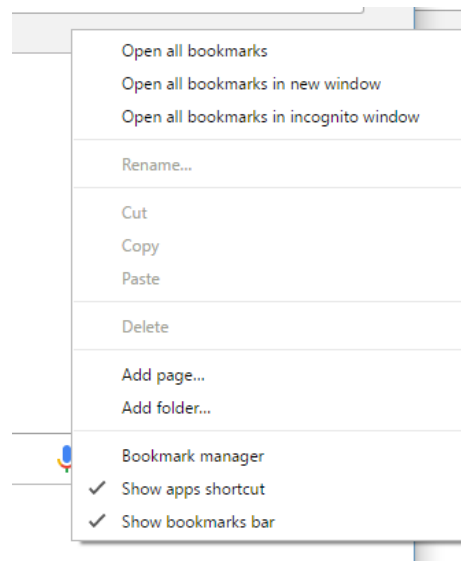 Open all bookmarks
Open all bookmarks in new window
Open all bookmarks in incognito window
Rename...
Cut
Copy
Paste
Delete
Add page...
Add folder...
Bookmark manager
Show apps shortcut
Show bookmarks bar